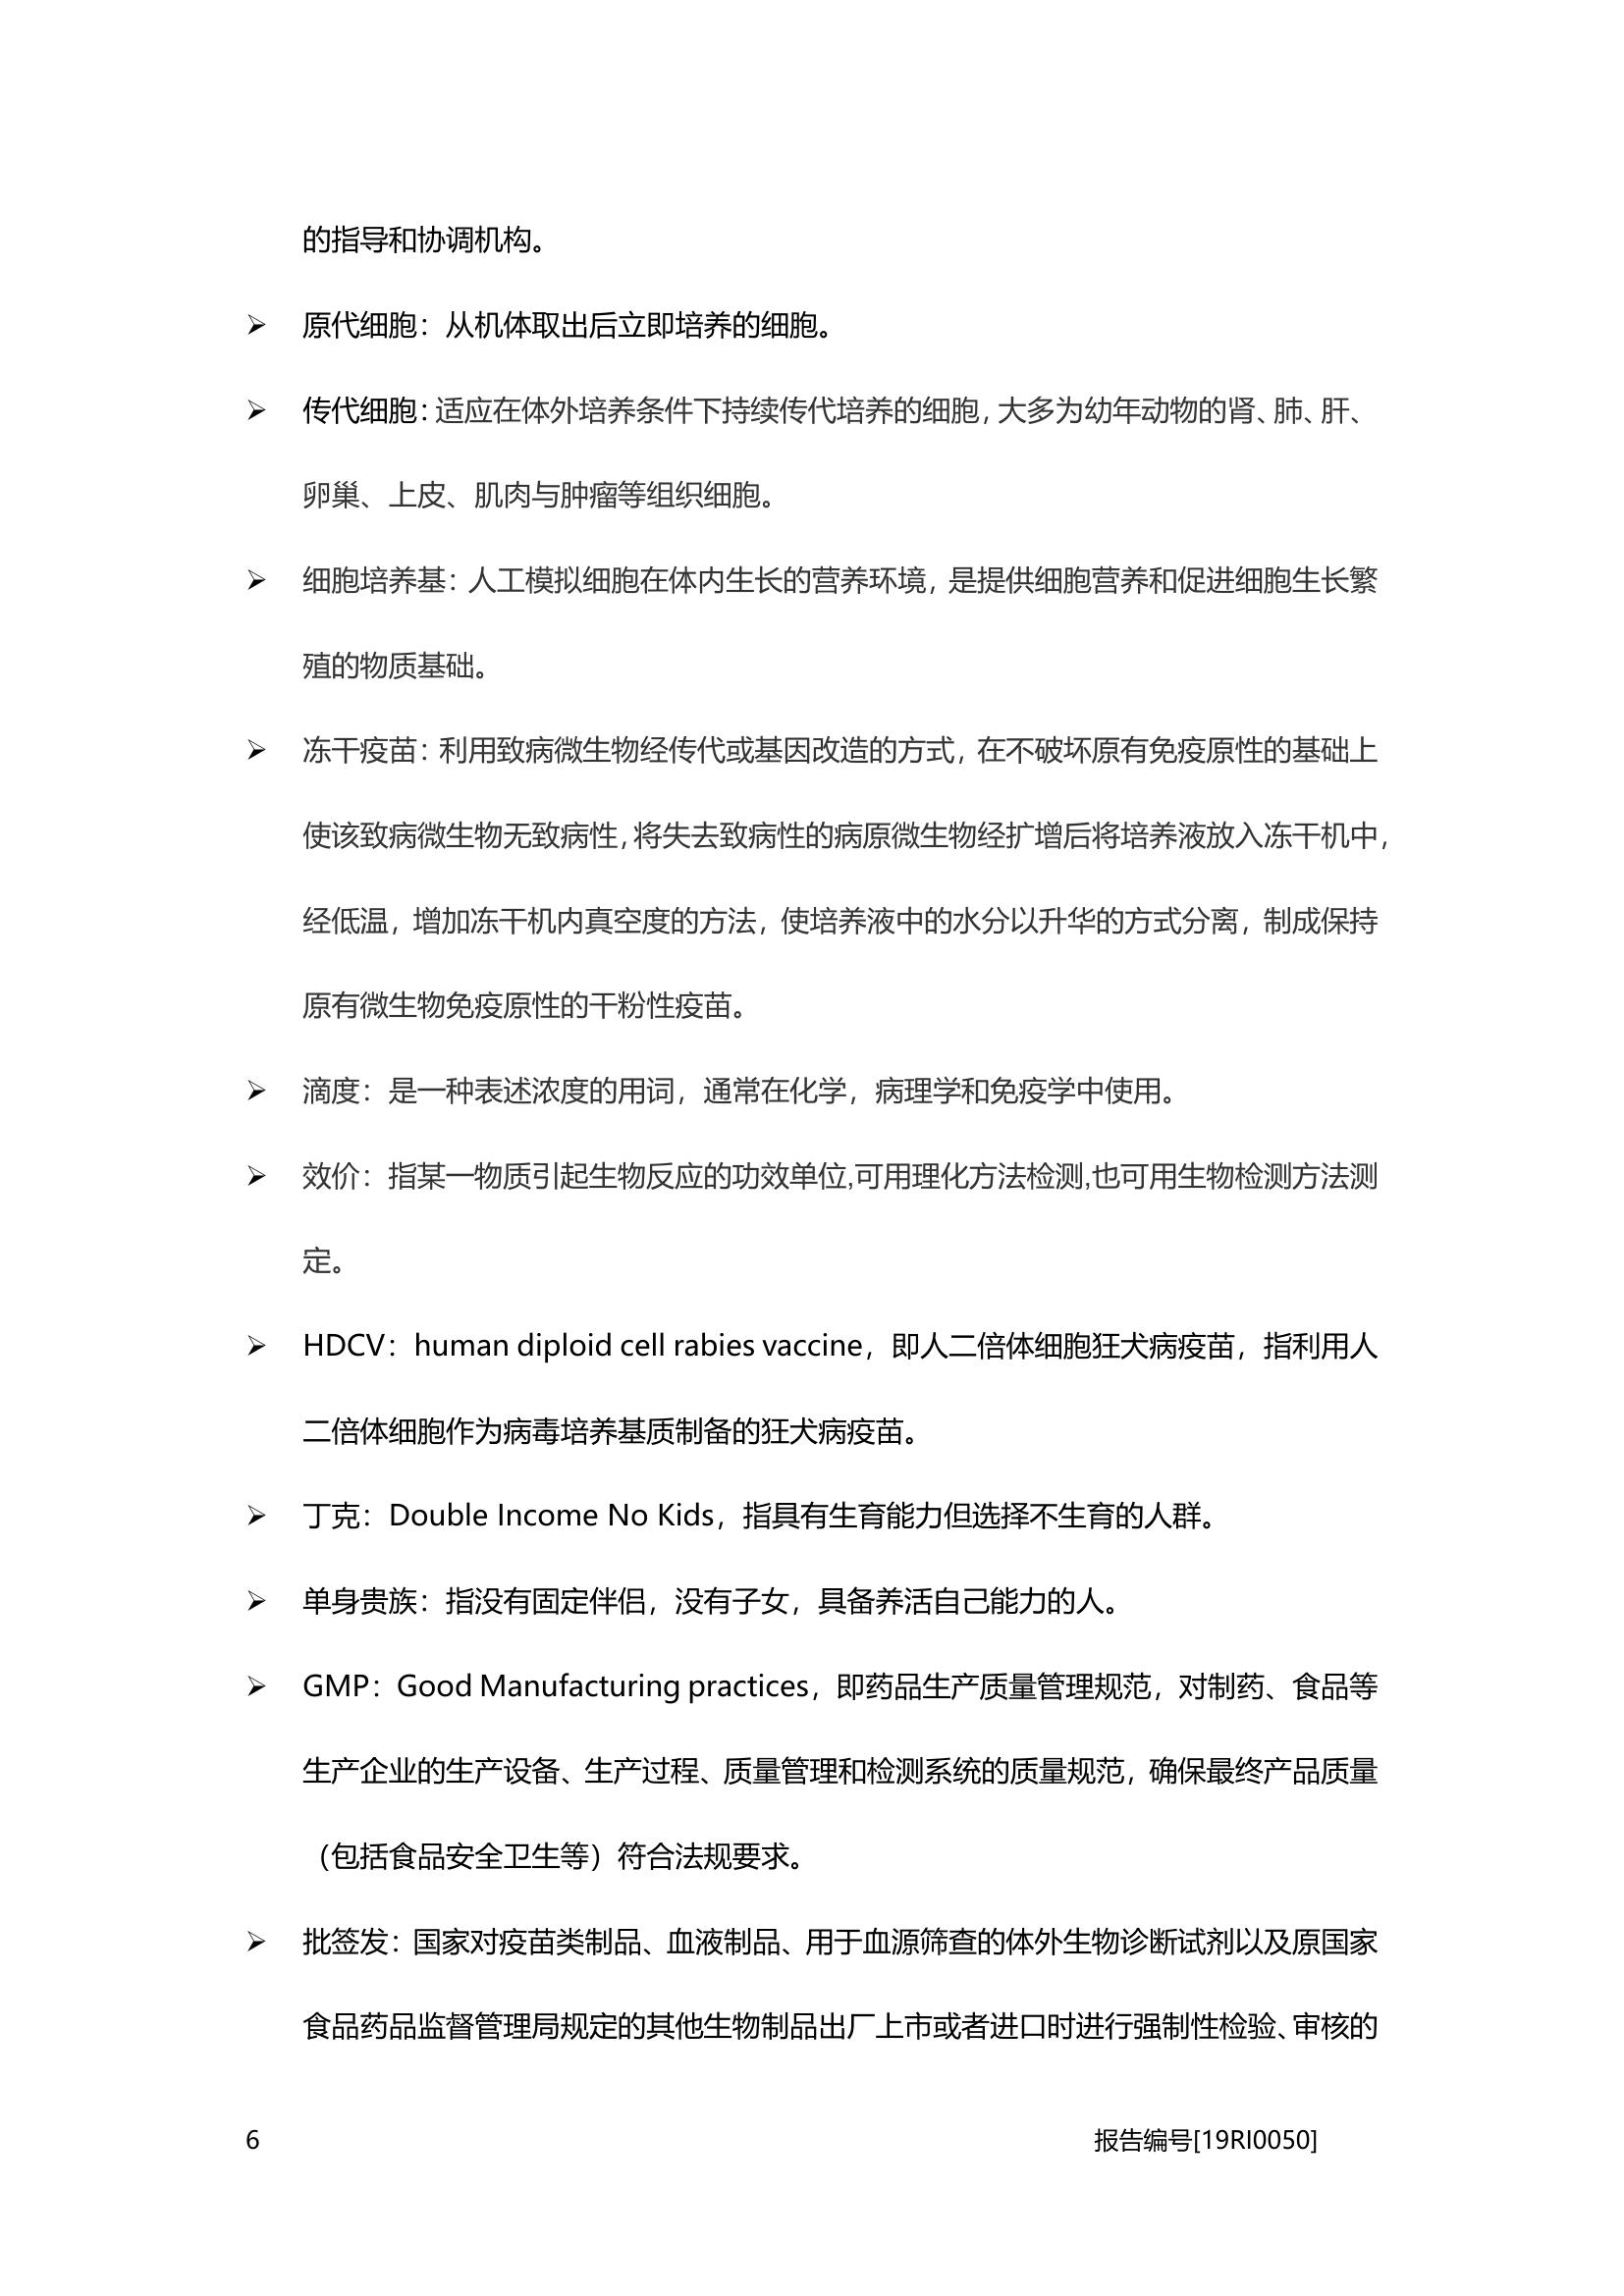 的指导和协调机构。
➢ 原代细胞：从机体取出后立即培养的细胞。
➢ 传代细胞：适应在体外培养条件下持续传代培养的细胞，大多为幼年动物的肾、肺、肝、
卵巢、上皮、肌肉与肿瘤等组织细胞。
➢ 细胞培养基：人工模拟细胞在体内生长的营养环境，是提供细胞营养和促进细胞生长繁
殖的物质基础。
➢ 冻干疫苗：利用致病微生物经传代或基因改造的方式，在不破坏原有免疫原性的基础上
使该致病微生物无致病性，将失去致病性的病原微生物经扩增后将培养液放入冻干机中，
经低温，增加冻干机内真空度的方法，使培养液中的水分以升华的方式分离，制成保持
原有微生物免疫原性的干粉性疫苗。
➢ 滴度：是一种表述浓度的用词，通常在化学，病理学和免疫学中使用。
➢ 效价：指某一物质引起生物反应的功效单位,可用理化方法检测,也可用生物检测方法测
定。
➢ HDCV：human diploid cell rabies vaccine，即人二倍体细胞狂犬病疫苗，指利用人
二倍体细胞作为病毒培养基质制备的狂犬病疫苗。
➢ 丁克：Double Income No Kids，指具有生育能力但选择不生育的人群。
➢ 单身贵族：指没有固定伴侣，没有子女，具备养活自己能力的人。
➢ GMP：Good Manufacturing practices，即药品生产质量管理规范，对制药、食品等
生产企业的生产设备、生产过程、质量管理和检测系统的质量规范，确保最终产品质量
（包括食品安全卫生等）符合法规要求。
➢ 批签发：国家对疫苗类制品、血液制品、用于血源筛查的体外生物诊断试剂以及原国家
食品药品监督管理局规定的其他生物制品出厂上市或者进口时进行强制性检验、审核的
6 报告编号[19RI0050]